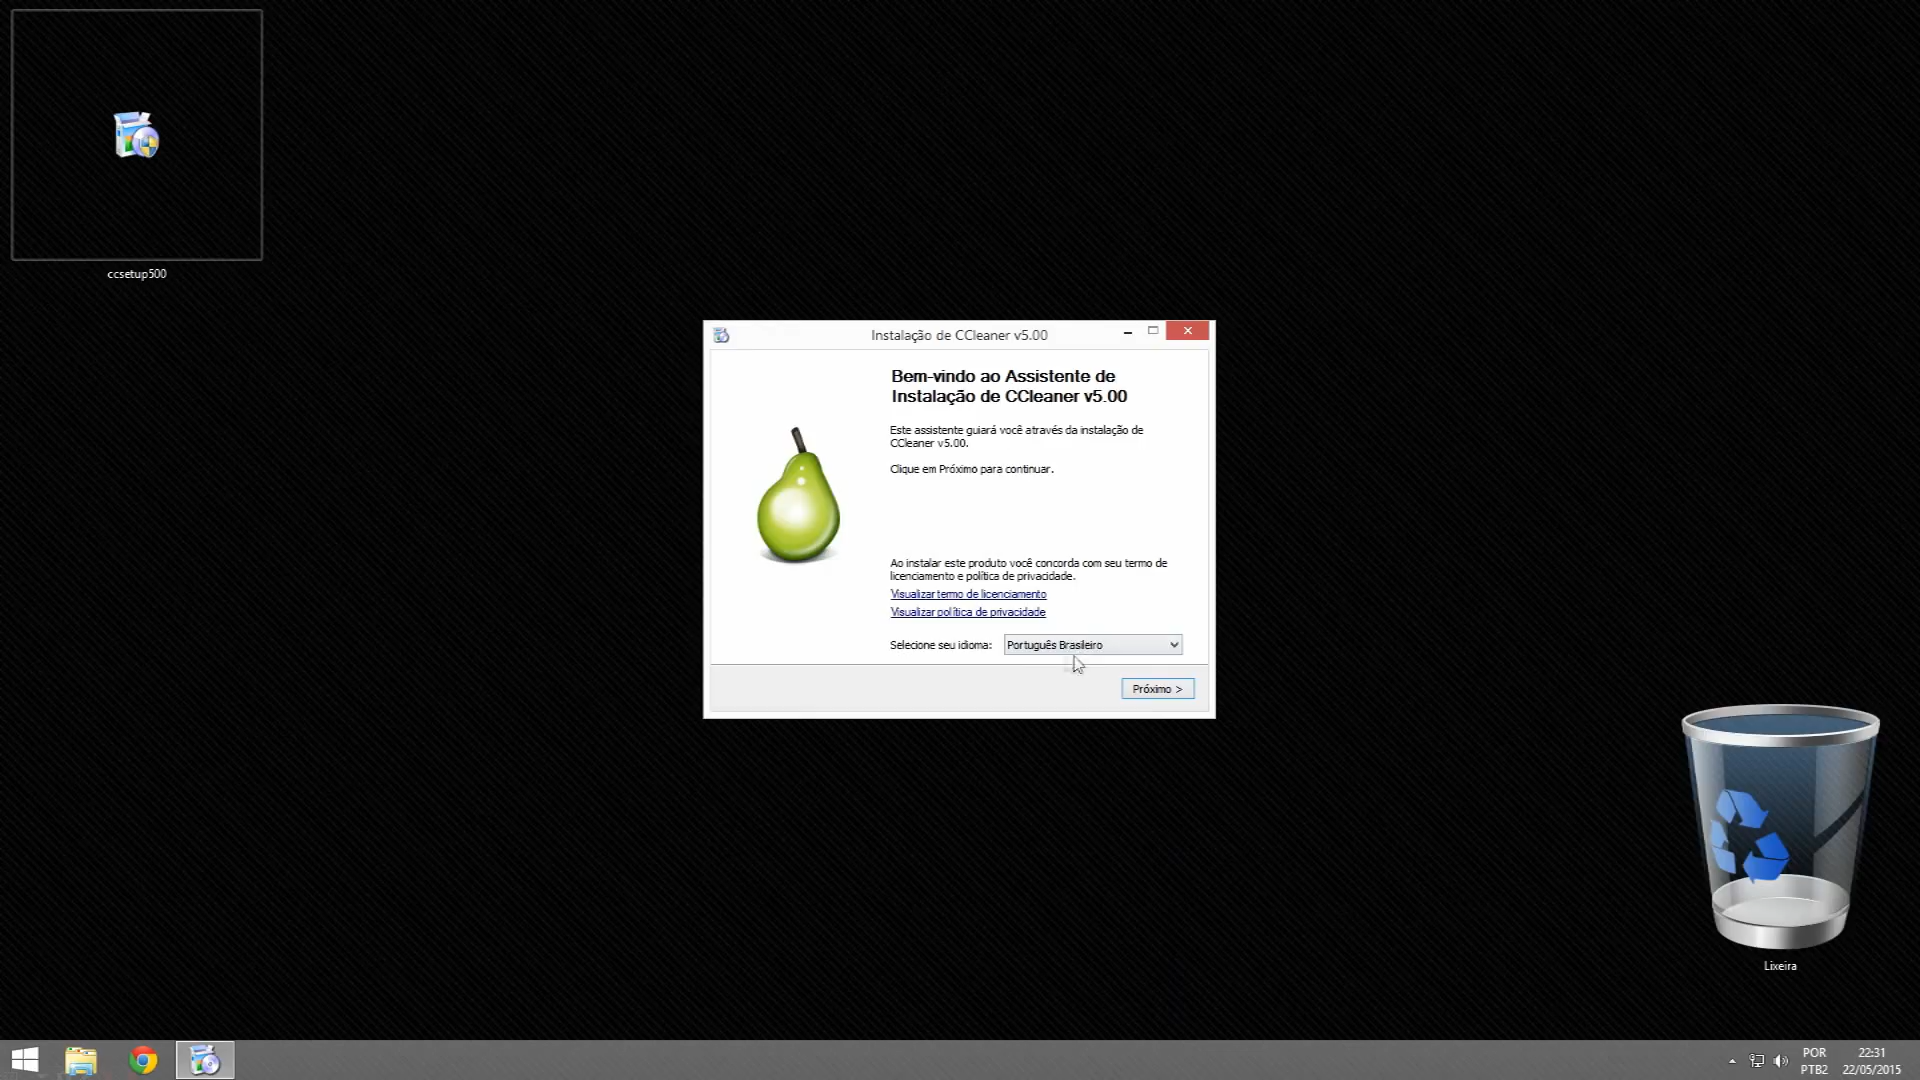 ccsetup500
Instalação de CCleaner v5.00
Bem-vindo ao Assistente de
Instalação de CCleaner v5.00
Este assistente guiará você através da instalação de
CCleaner v5.00.
Clique em Próximo para continuar.
Ao instalar este produto você concorda com seu termo de
licenciamento e política de privacidade.
Visualizar termo de licenciamento
Visualizar política de privacidade
Selecione seu idioma: Português Brasileiro
Próximo >
Lixeira
POR 22:31
PTB2 22/05/2015